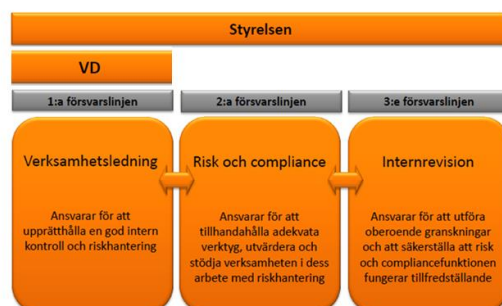 Styrelsen
VD
1:a försvarslinjen
2:a försvarslinjen
3:e försvarslinjen
Verksamhetsledning
Ansvarar för att
upprätthålla en god intern
kontroll och riskhantering
Risk och compliance
Ansvarar för att
tillhandahålla adekvata
verktyg, utvärdera och
stödja verksamheten i dess
arbete med riskhantering
Internrevision
Ansvarar för att utföra
oberoende granskningar
och att säkerställa att risk
och compliancefunktionen
fungerar tillfredställande